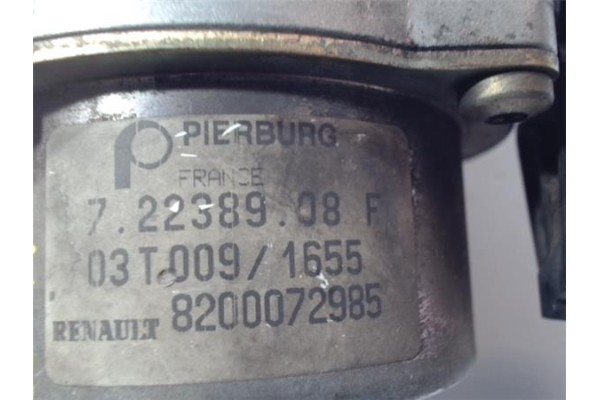 PIERBURG
FRANCE
7.22389.08 F
03T009/1655
RENAULT 8200072985